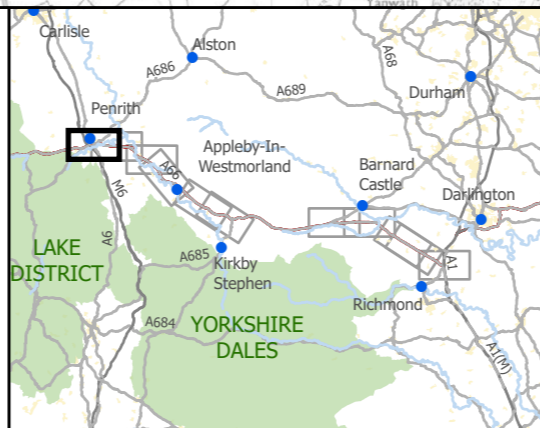 Tanwath
Carlisle
Alston
A686
A689
A68
Durham
Penrith
Appleby-In-
Westmorland
A66
Barnard
Castle
Darlington
M6
A6
LAKE
DISTRICT
A685
Kirkby
Stephen
A1
Richmond
A684
YORKSHIRE
DALES
A1(M)